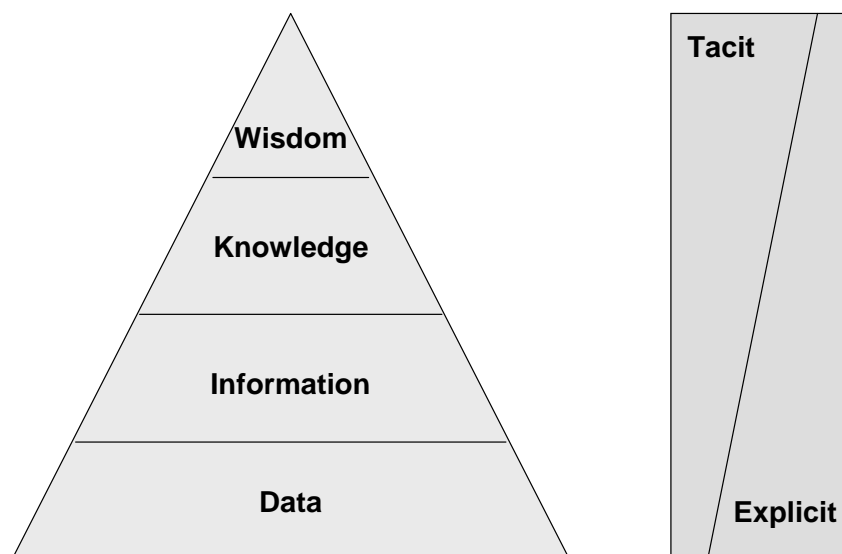 Tacit
Wisdom
Knowledge
Information
Data
Explicit